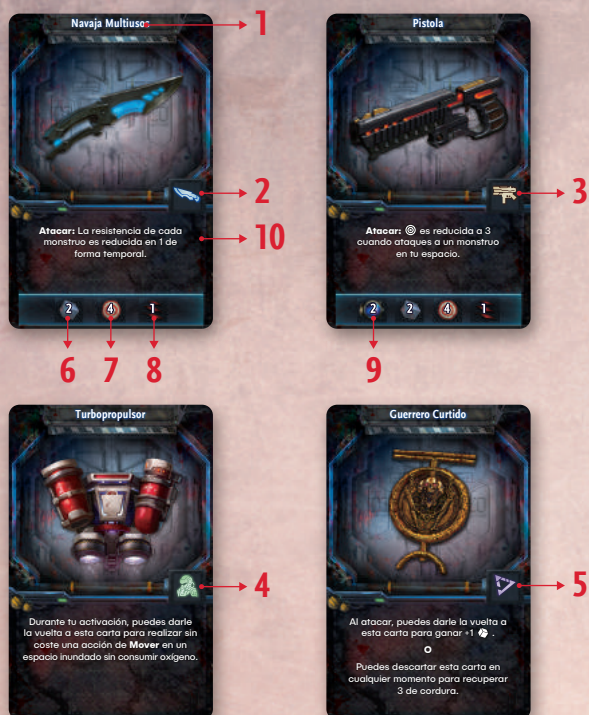 Navaja Multiusos
1
2
Atacar: La resistencia de cada
monstruo es reducida en 1 de
forma temporal.
10
2
4
1
6
7
8
Pistola
3
Atacar: es reducida a 3
cuando ataques a un monstruo
en tu espacio.
2
2
4
1
9
Turbopropulsor
4
Durante tu activación, puedes darle
la vuelta a esta carta para realizar sin
coste una acción de Mover en un
espacio inundado sin consumir oxígeno.
Guerrero Curtido
5
Al atacar, puedes darle la vuelta a
esta carta para ganar +1 .
O
Puedes descartar esta carta en
cualquier momento para recuperar
3 de cordura.